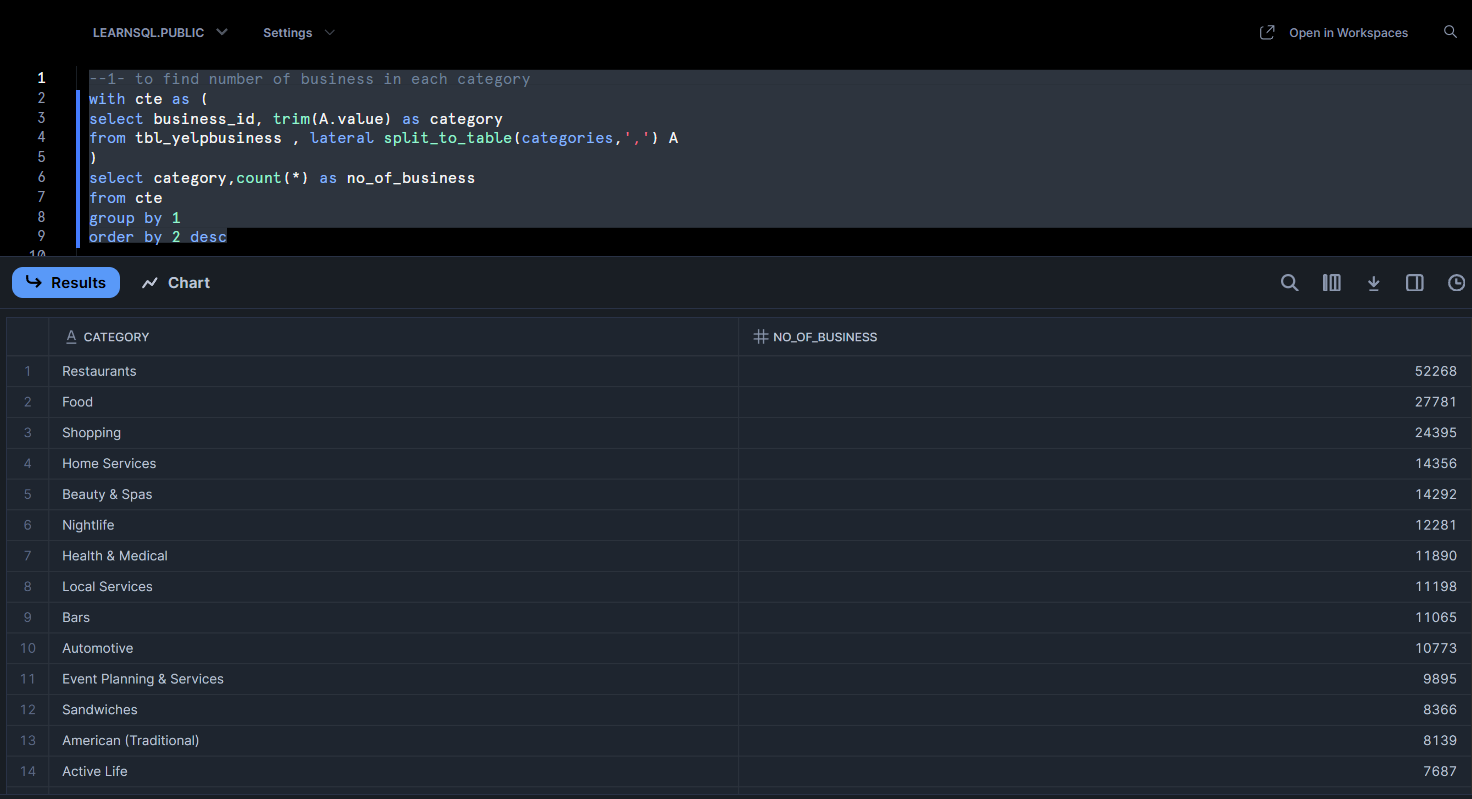 LEARNSQL.PUBLIC Settings Open in Workspaces
1 --1- to find number of business in each category
2 with cte as (
3 select business_id, trim(A.value) as category
4 from tbl_yelpbusiness , lateral split_to_table(categories,',') A
5 )
6 select category,count(*) as no_of_business
7 from cte
8 group by 1
9 order by 2 desc
10
Results Chart
CATEGORY NO_OF_BUSINESS
1 Restaurants 52268
2 Food 27781
3 Shopping 24395
4 Home Services 14356
5 Beauty & Spas 14292
6 Nightlife 12281
7 Health & Medical 11890
8 Local Services 11198
9 Bars 11065
10 Automotive 10773
11 Event Planning & Services 9895
12 Sandwiches 8366
13 American (Traditional) 8139
14 Active Life 7687